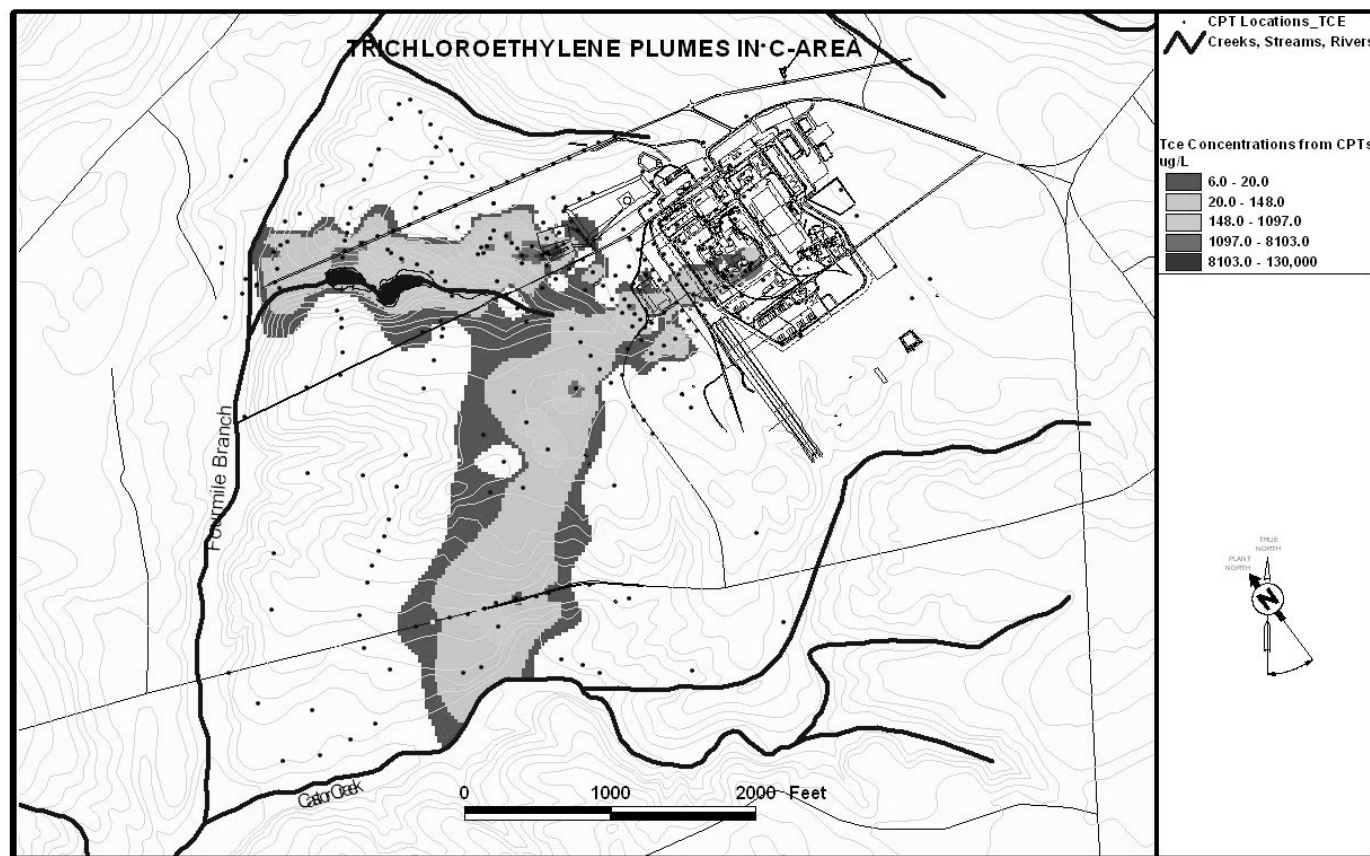 TRICHLOROETHYLENE PLUMES IN C-AREA
CPT Locations_TCE
Creeks, Streams, Rivers
Tce Concentrations from CPTs
ug/L
6.0 - 20.0
20.0 - 148.0
148.0 - 1097.0
1097.0 - 8103.0
8103.0 - 130,000
Fourmile Branch
TRUE
NORTH
PLANT
NORTH
N
Castor Creek
0 1000 2000 Feet